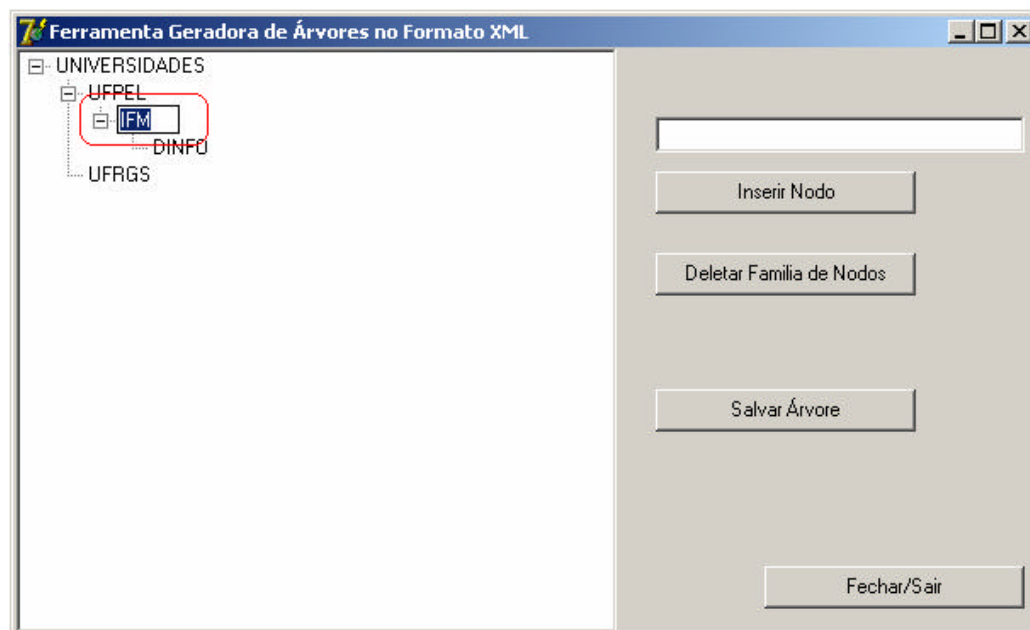 Ferramenta Geradora de Árvores no Formato XML
UNIVERSIDADES
UFPEL
IFM
DINFO
UFRGS
Inserir Nodo
Deletar Familia de Nodos
Salvar Árvore
Fechar/Sair